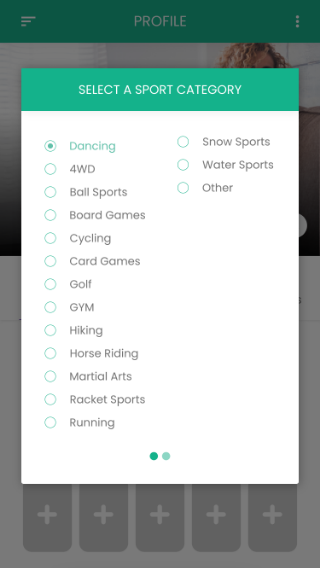 PROFILE
SELECT A SPORT CATEGORY
Dancing
4WD
Ball Sports
Board Games
Cycling
Card Games
Golf
GYM
Hiking
Horse Riding
Martial Arts
Racket Sports
Running
Snow Sports
Water Sports
Other